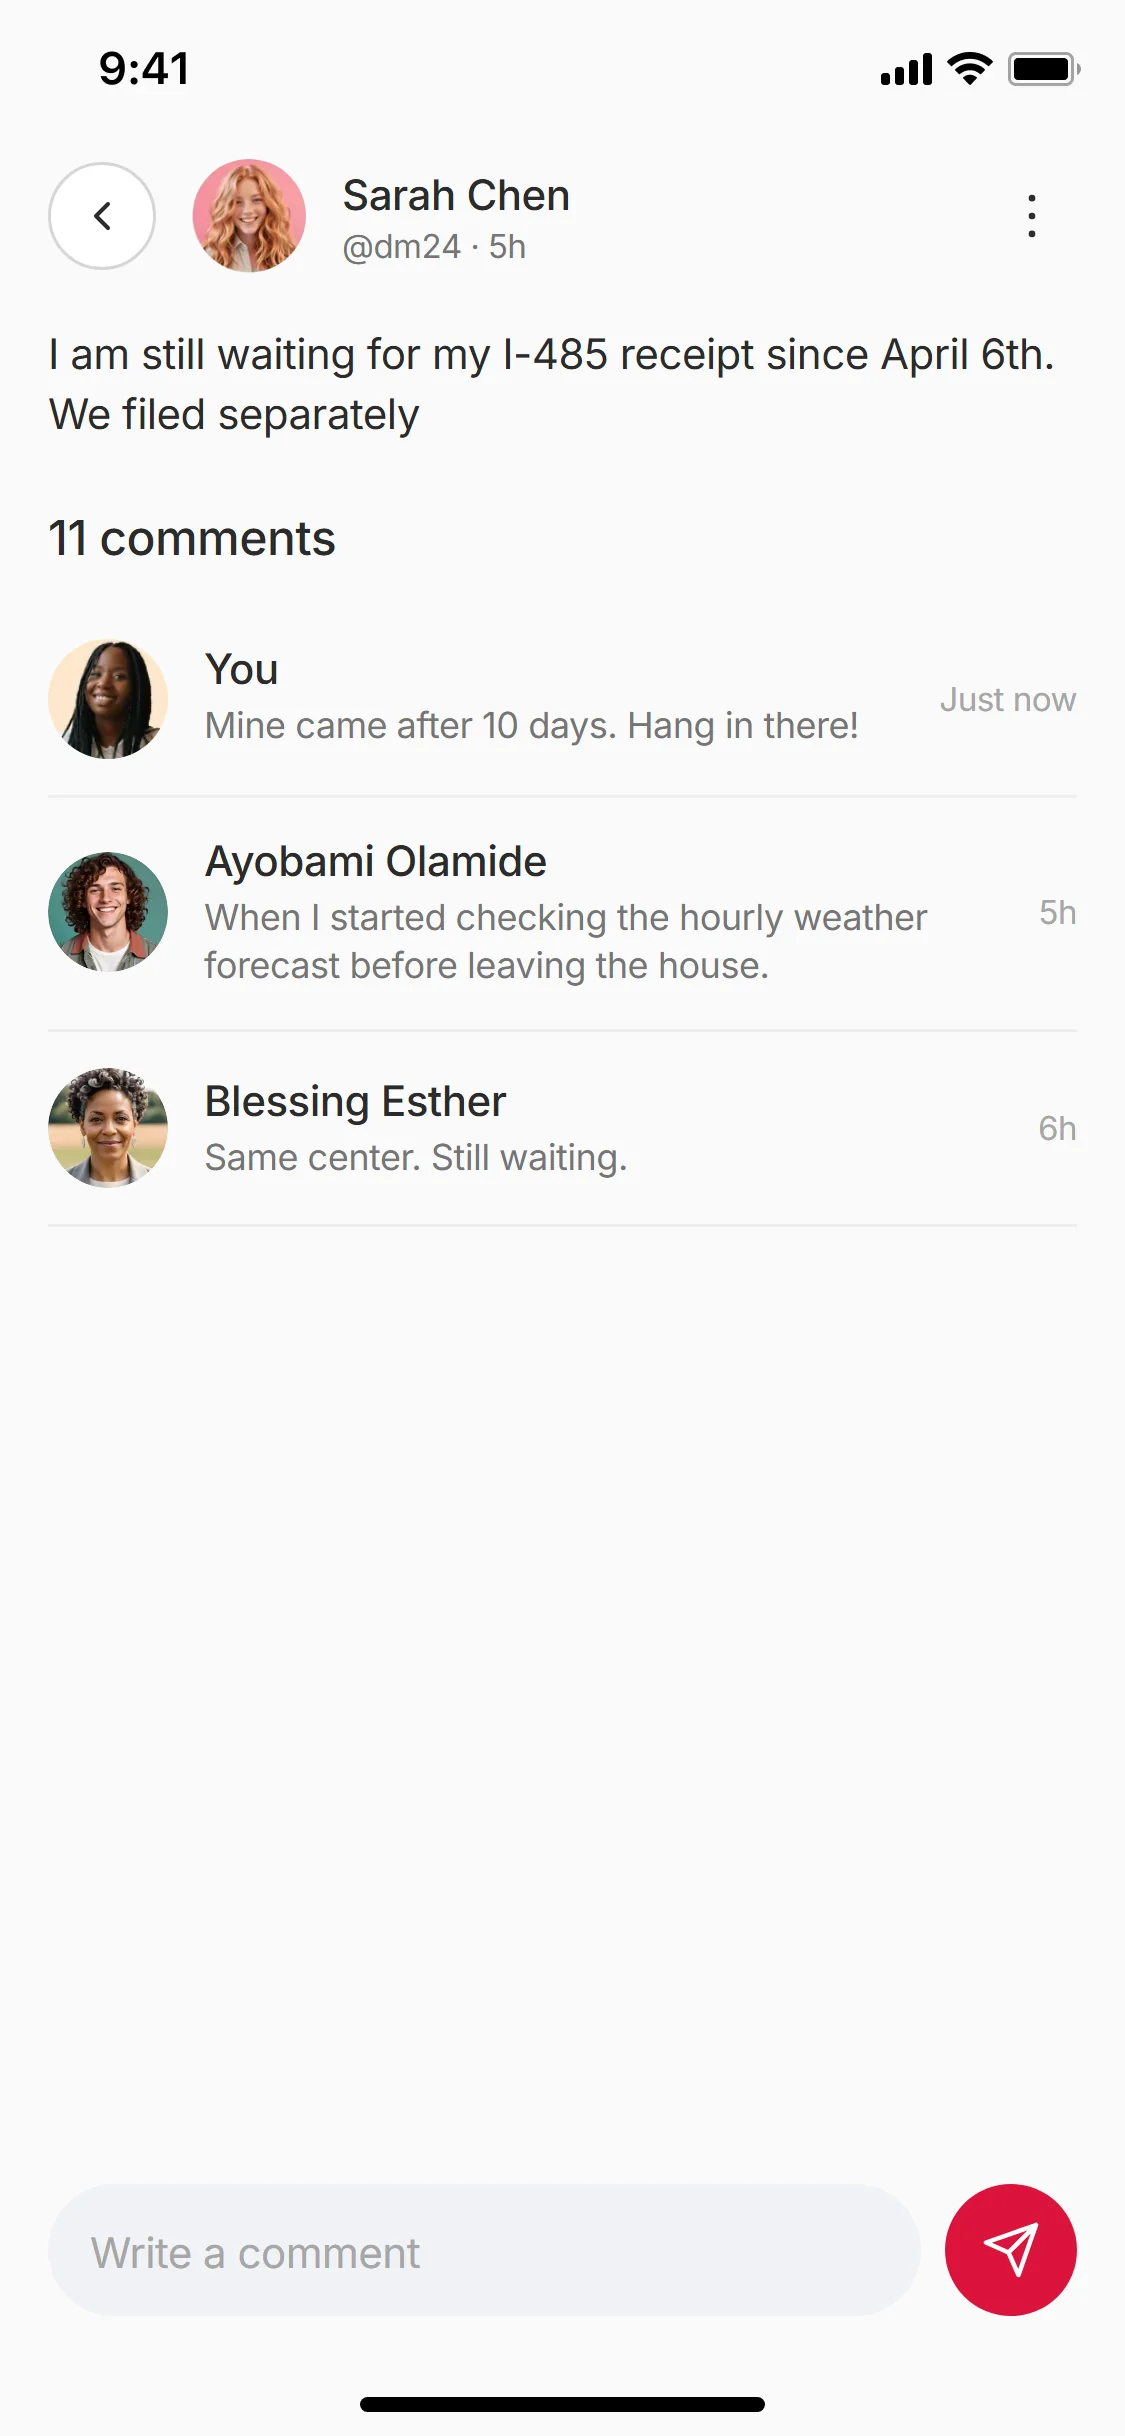 9:41
Sarah Chen
@dm24 · 5h
I am still waiting for my I-485 receipt since April 6th.
We filed separately
11 comments
You
Mine came after 10 days. Hang in there!
Just now
Ayobami Olamide
When I started checking the hourly weather
forecast before leaving the house.
5h
Blessing Esther
Same center. Still waiting.
6h
Write a comment